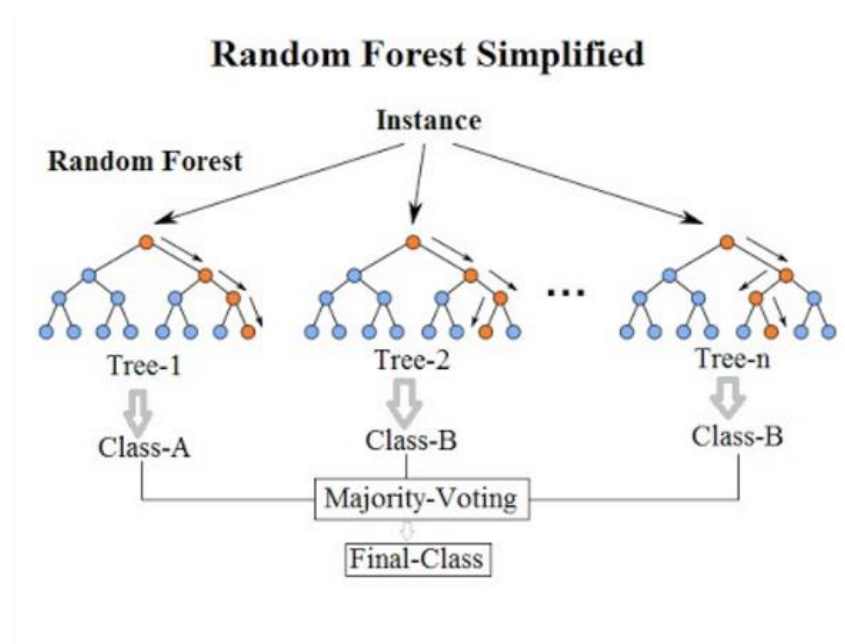 Random Forest Simplified
Instance
Random Forest
...
Tree-1
Tree-2
Tree-n
Class-A
Class-B
Class-B
Majority-Voting
Final-Class